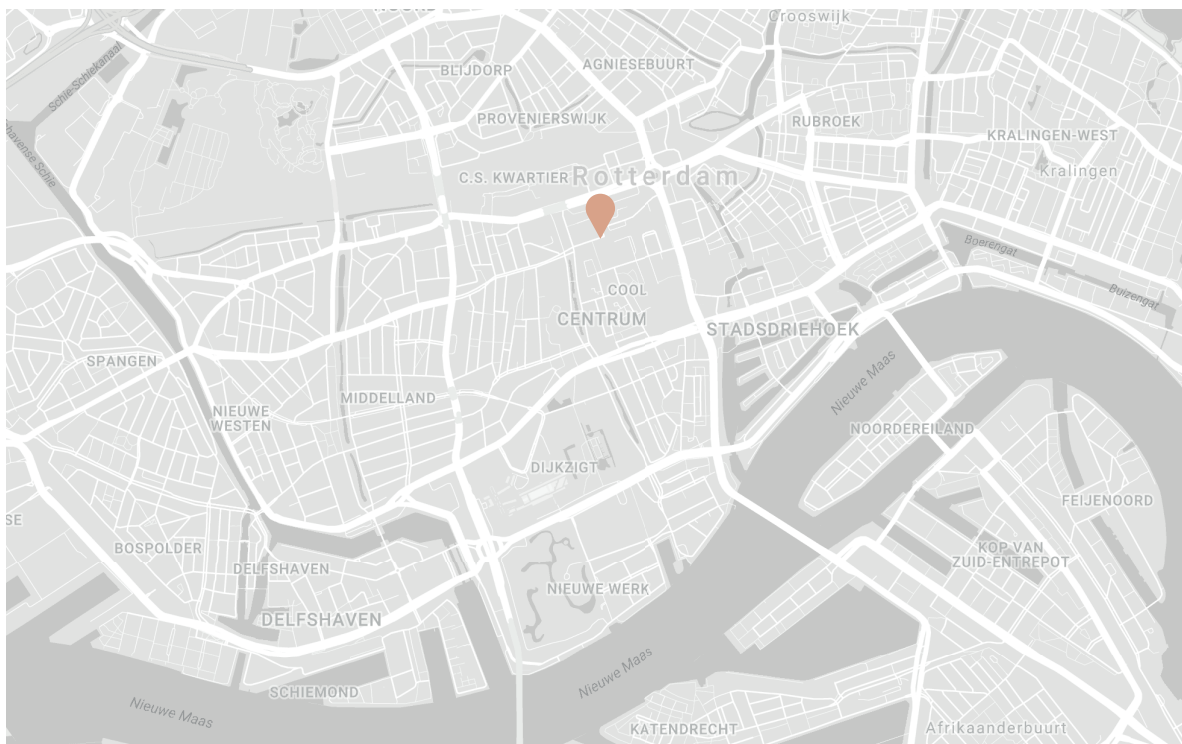 Crooswijk
AGNIESEBUURT
BLIJDORP
Schie-Schiekanaal
PROVENIERSWIJK
RUBROEK
KRALINGEN-WEST
Kralingen
C.S. KWARTIER
Rotterdam
Boerengat
Buizengat
COOL
CENTRUM
STADSDRIEHOEK
SPANGEN
Nieuwe Maas
MIDDELLAND
NIEUWE
WESTEN
NOORDEREILAND
DIJKZIGT
FEIJENOORD
BOSPOLDER
KOP VAN
ZUID-ENTREPOT
DELFSHAVEN
NIEUWE WERK
DELFSHAVEN
Nieuwe Maas
SCHIEMOND
Nieuwe Maas
KATENDRECHT
Afrikaanderbuurt